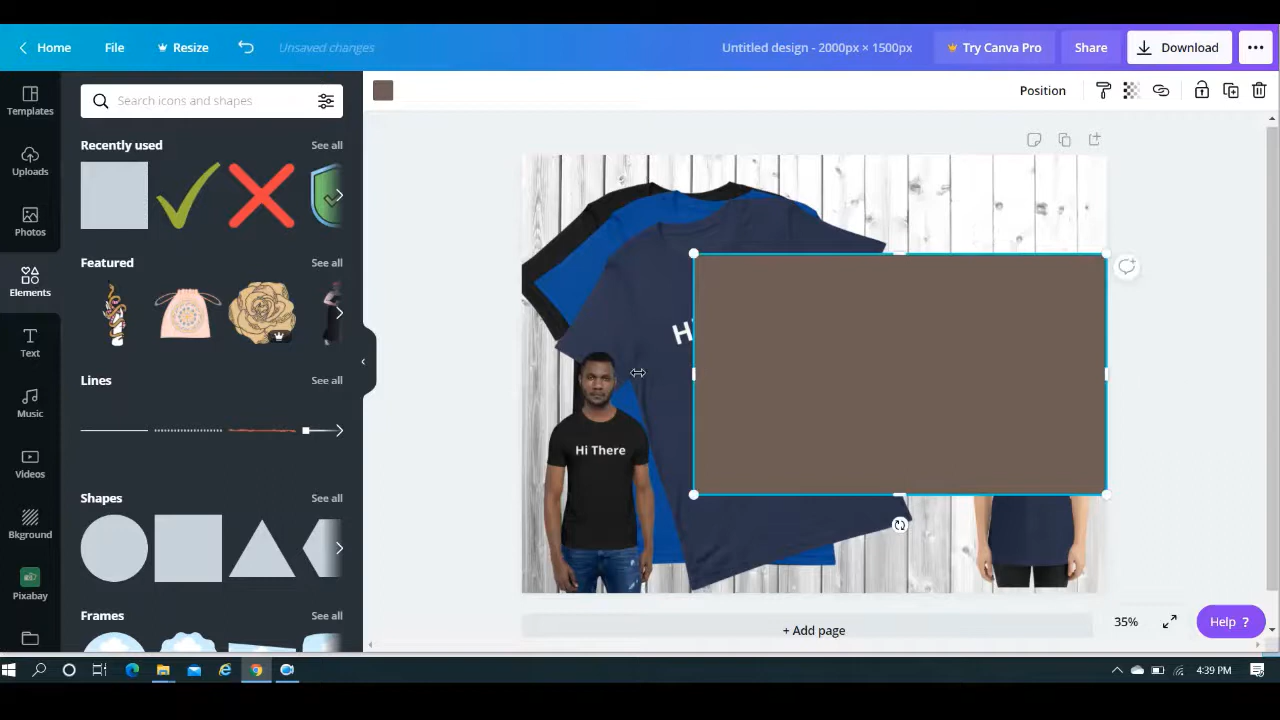 Home
File
Resize
Unsaved changes
Untitled design - 2000px × 1500px
Try Canva Pro
Share
Download
Templates
Uploads
Photos
Elements
Text
Music
Videos
Bkground
Pixabay
Search icons and shapes
Recently used
See all
Featured
See all
Lines
See all
Shapes
See all
Frames
See all
Position
Hi There
+ Add page
35%
Help ?
4:39 PM